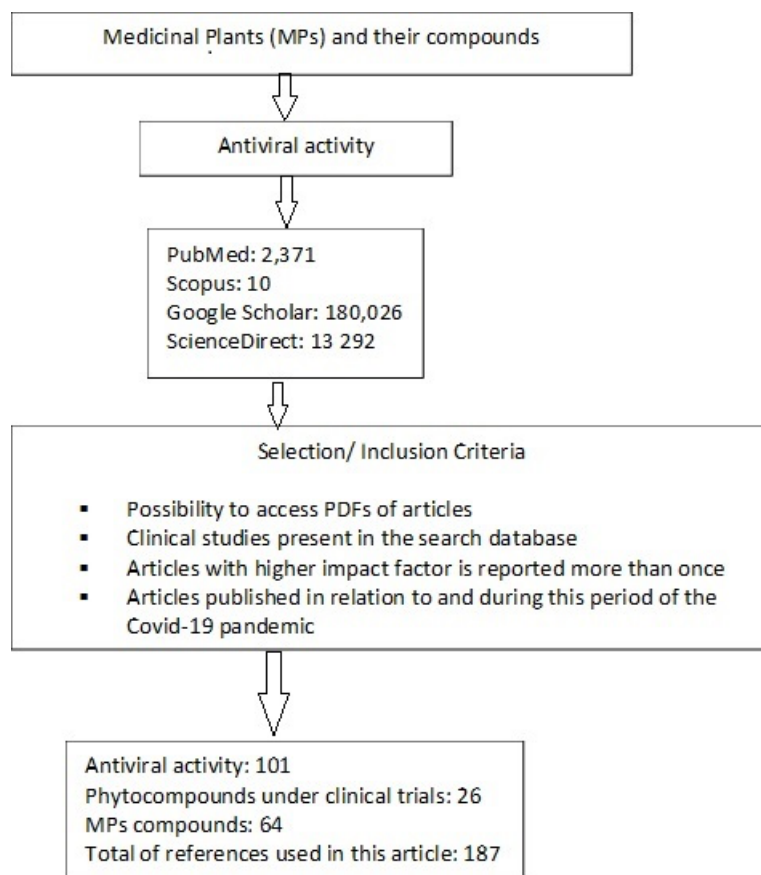 Medicinal Plants (MPs) and their compounds
.
Antiviral activity
PubMed: 2,371
Scopus: 10
Google Scholar: 180,026
ScienceDirect: 13 292
Selection/ Inclusion Criteria
▪ Possibility to access PDFs of articles
▪ Clinical studies present in the search database
▪ Articles with higher impact factor is reported more than once
▪ Articles published in relation to and during this period of the
Covid-19 pandemic
Antiviral activity: 101
Phytocompounds under clinical trials: 26
MPs compounds: 64
Total of references used in this article: 187